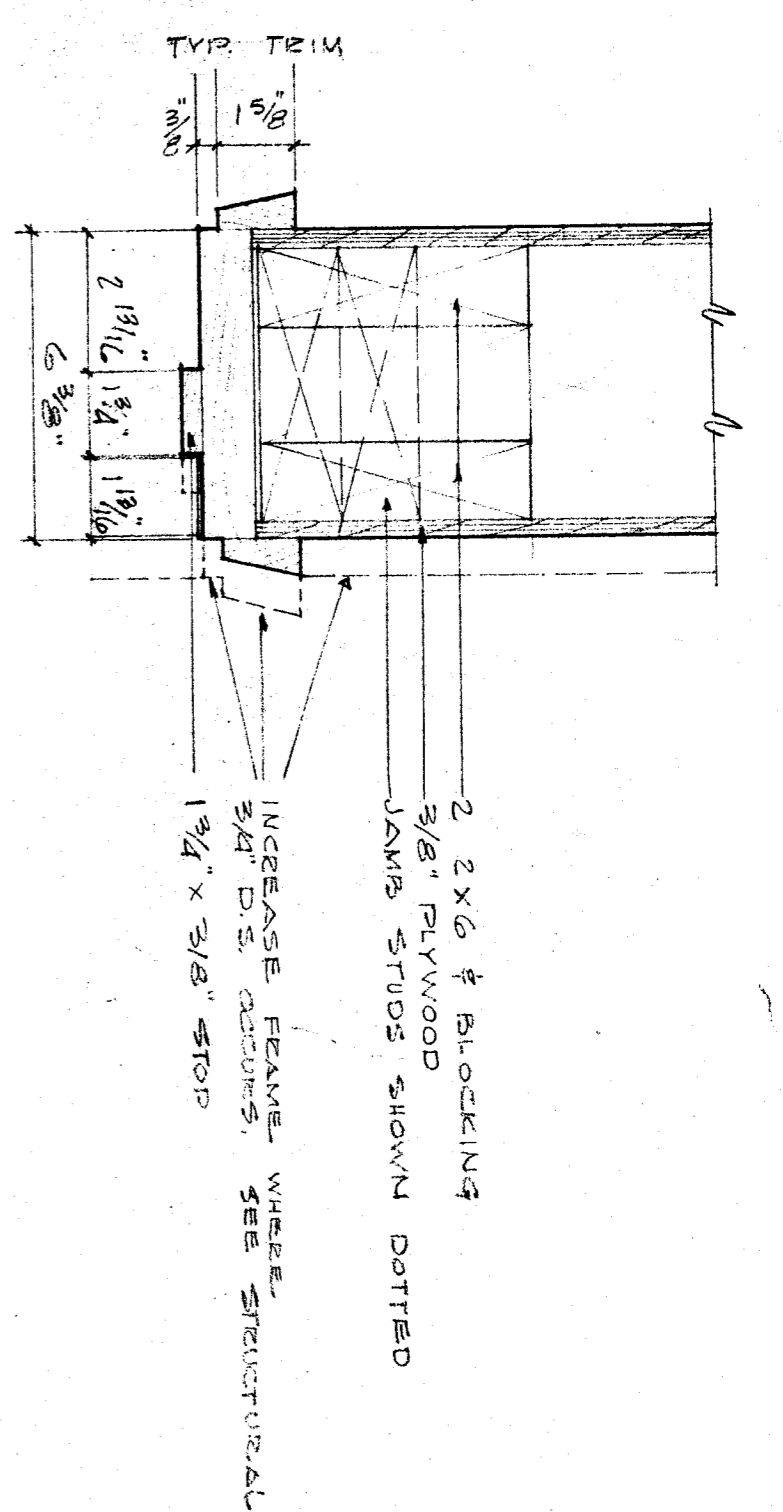 TYP. TRIM
3/8"
1 5/8"
2 13/16"
1 3/4"
1 13/16"
6 3/8"
2 2X6 & BLOCKING
3/8" PLYWOOD
JAMB STUDS SHOWN DOTTED
INCREASE FRAME WHERE
3/4" D.S. OCCURS. SEE STRUCTURAL
1 3/4" x 3/8" STOP